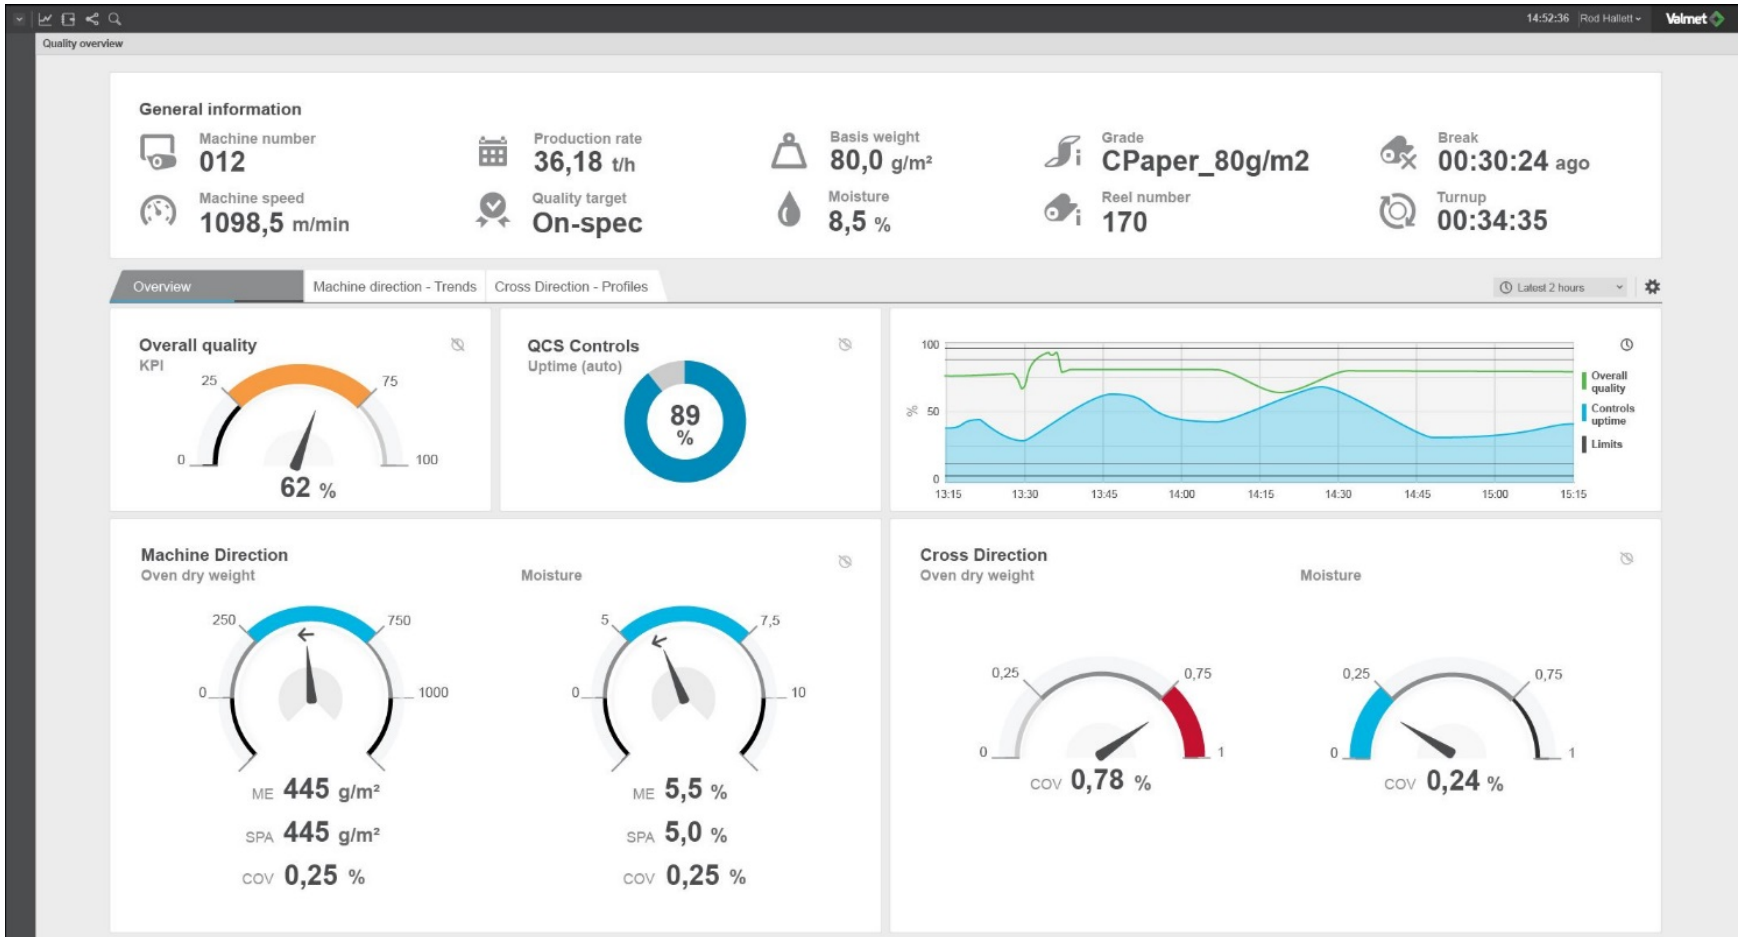 14:52:36 Rod Hallett Valmet
Quality overview
General information
Machine number
012
Production rate
36,18 t/h
Basis weight
80,0 g/m²
Grade
CPaper_80g/m2
Break
00:30:24 ago
Machine speed
1098,5 m/min
Quality target
On-spec
Moisture
8,5 %
Reel number
170
Turnup
00:34:35
Overview Machine direction - Trends Cross Direction - Profiles Latest 2 hours
Overall quality
KPI
25 75
0 100
62 %
QCS Controls
Uptime (auto)
89
%
100
50
0
%
13:15 13:30 13:45 14:00 14:15 14:30 14:45 15:00 15:15
Overall
quality
Controls
uptime
Limits
Machine Direction
Oven dry weight
250 750
0 1000
ME 445 g/m²
SPA 445 g/m²
COV 0,25 %
Moisture
5 7,5
0 10
ME 5,5 %
SPA 5,0 %
COV 0,25 %
Cross Direction
Oven dry weight
0,25 0,75
0 1
COV 0,78 %
Moisture
0,25 0,75
0 1
COV 0,24 %